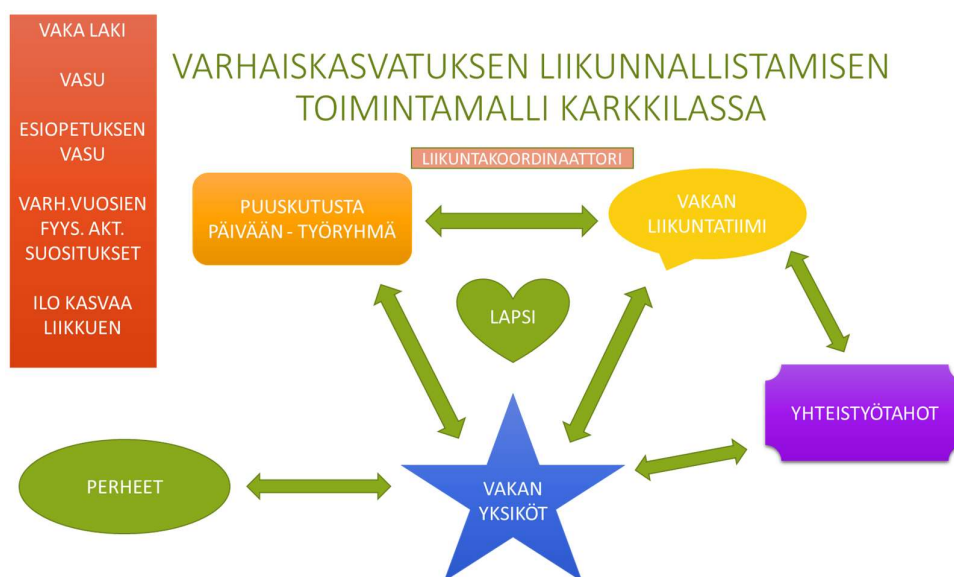 VAKA LAKI
VASU
ESIOPETUKSEN
VASU
VARH.VUOSIEN
FYYS. AKT.
SUOSITUKSET
ILO KASVAA
LIIKKUEN
VARHAISKASVATUKSEN LIIKUNNALLISTAMISEN
TOIMINTAMALLI KARKKILASSA
LIIKUNTAKOORDINAATTORI
PUUSKUTUSTA
PÄIVÄÄN - TYÖRYHMÄ
VAKAN
LIIKUNTATIIMI
LAPSI
YHTEISTYÖTAHOT
PERHEET
VAKAN
YKSIKÖT